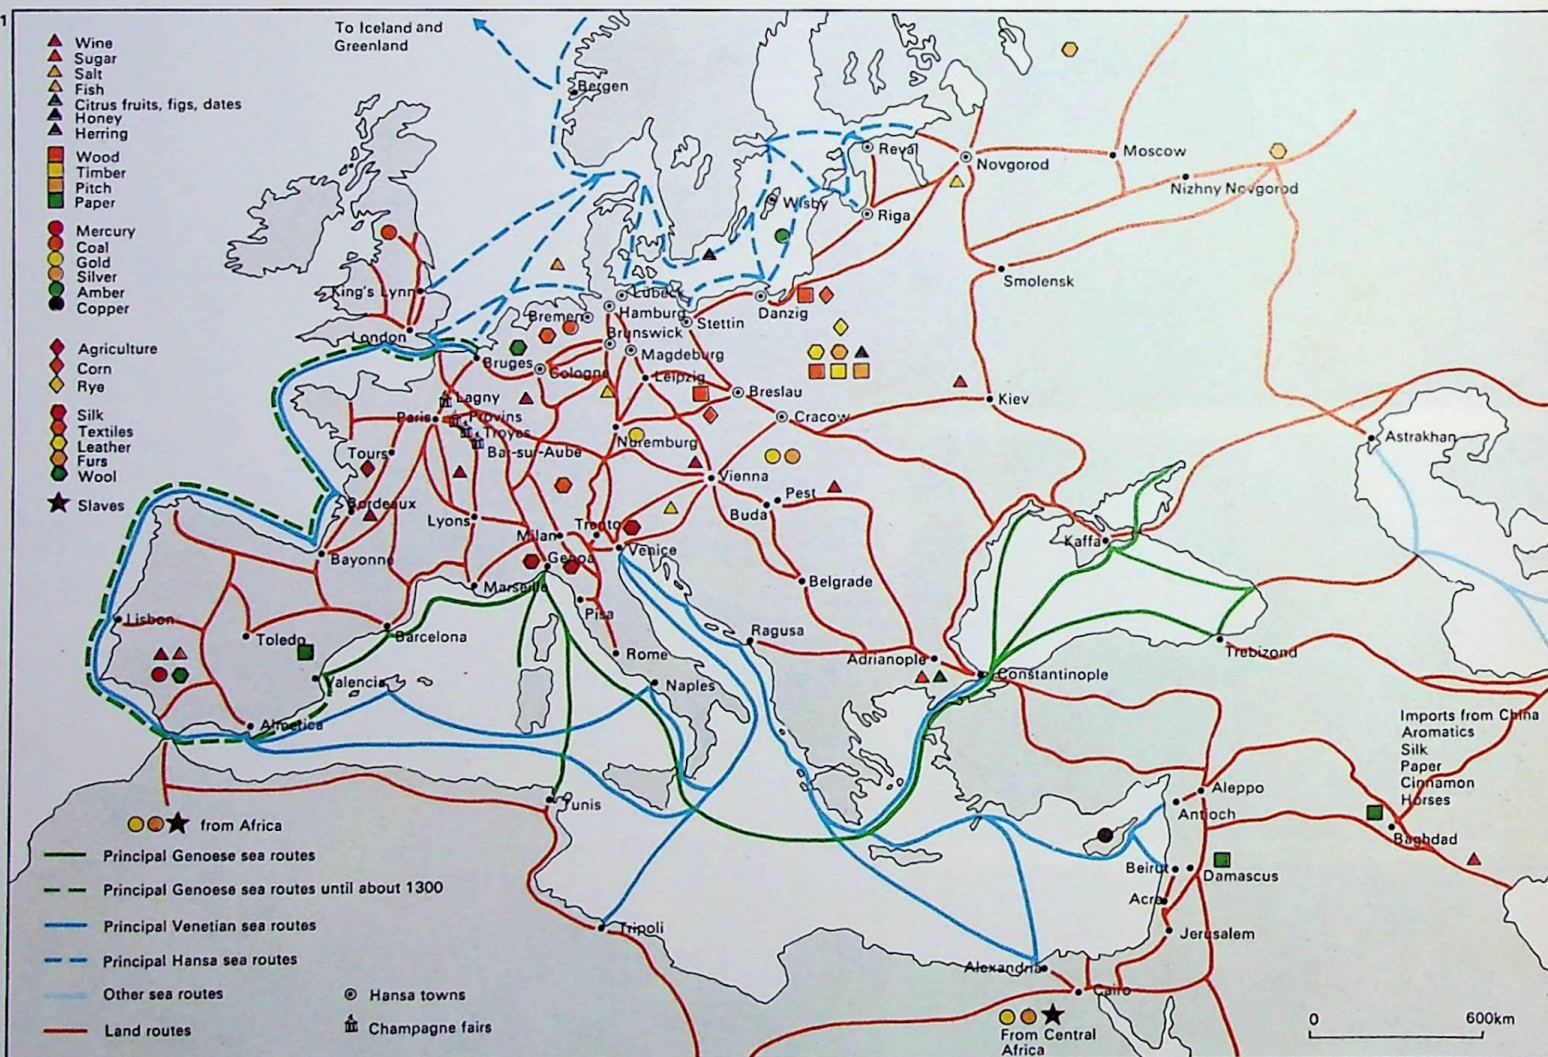 1
To Iceland and
Greenland
Wine
Sugar
Salt
Fish
Citrus fruits, figs, dates
Honey
Herring
Wood
Timber
Pitch
Paper
Mercury
Coal
Gold
Silver
Amber
Copper
Agriculture
Corn
Rye
Silk
Textiles
Leather
Furs
Wool
Slaves
Bergen
Reval
Novgorod
Moscow
Nizhny Novgorod
Wisby
Riga
Smolensk
King's Lynn
London
Lübeck
Hamburg
Bremen
Brunswick
Stettin
Danzig
Magdeburg
Bruges
Cologne
Leipzig
Breslau
Kiev
Lagny
Paris
Provins
Troyes
Bar-sur-Aube
Nuremburg
Cracow
Astrakhan
Tours
Vienna
Pest
Buda
Bordeaux
Lyons
Milan
Trento
Venice
Genoa
Kaffa
Bayonne
Marseille
Belgrade
Lisbon
Toledo
Barcelona
Pisa
Ragusa
Rome
Adrianople
Constantinople
Trebizond
Valencia
Naples
Almetica
Imports from China
Aromatics
Silk
Paper
Cinnamon
Horses
Tunis
Aleppo
Antioch
Baghdad
from Africa
Beirut
Damascus
Acre
Jerusalem
Tripoli
Alexandria
Cairo
From Central
Africa
Principal Genoese sea routes
Principal Genoese sea routes until about 1300
Principal Venetian sea routes
Principal Hansa sea routes
Other sea routes
Land routes
Hansa towns
Champagne fairs
0 600km